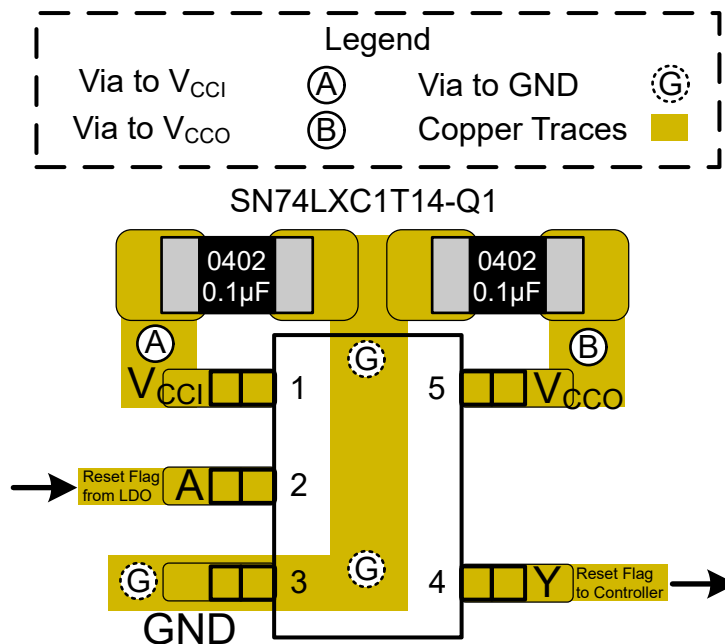 Legend
Via to VCCI A Via to GND G
Via to VCCO B Copper Traces
SN74LXC1T14-Q1
0402 0402
0.1µF 0.1µF
A G B
VCCI 1 5 VCCO
Reset Flag
from LDO A 2
G 3 G 4 Y Reset Flag
to Controller
GND